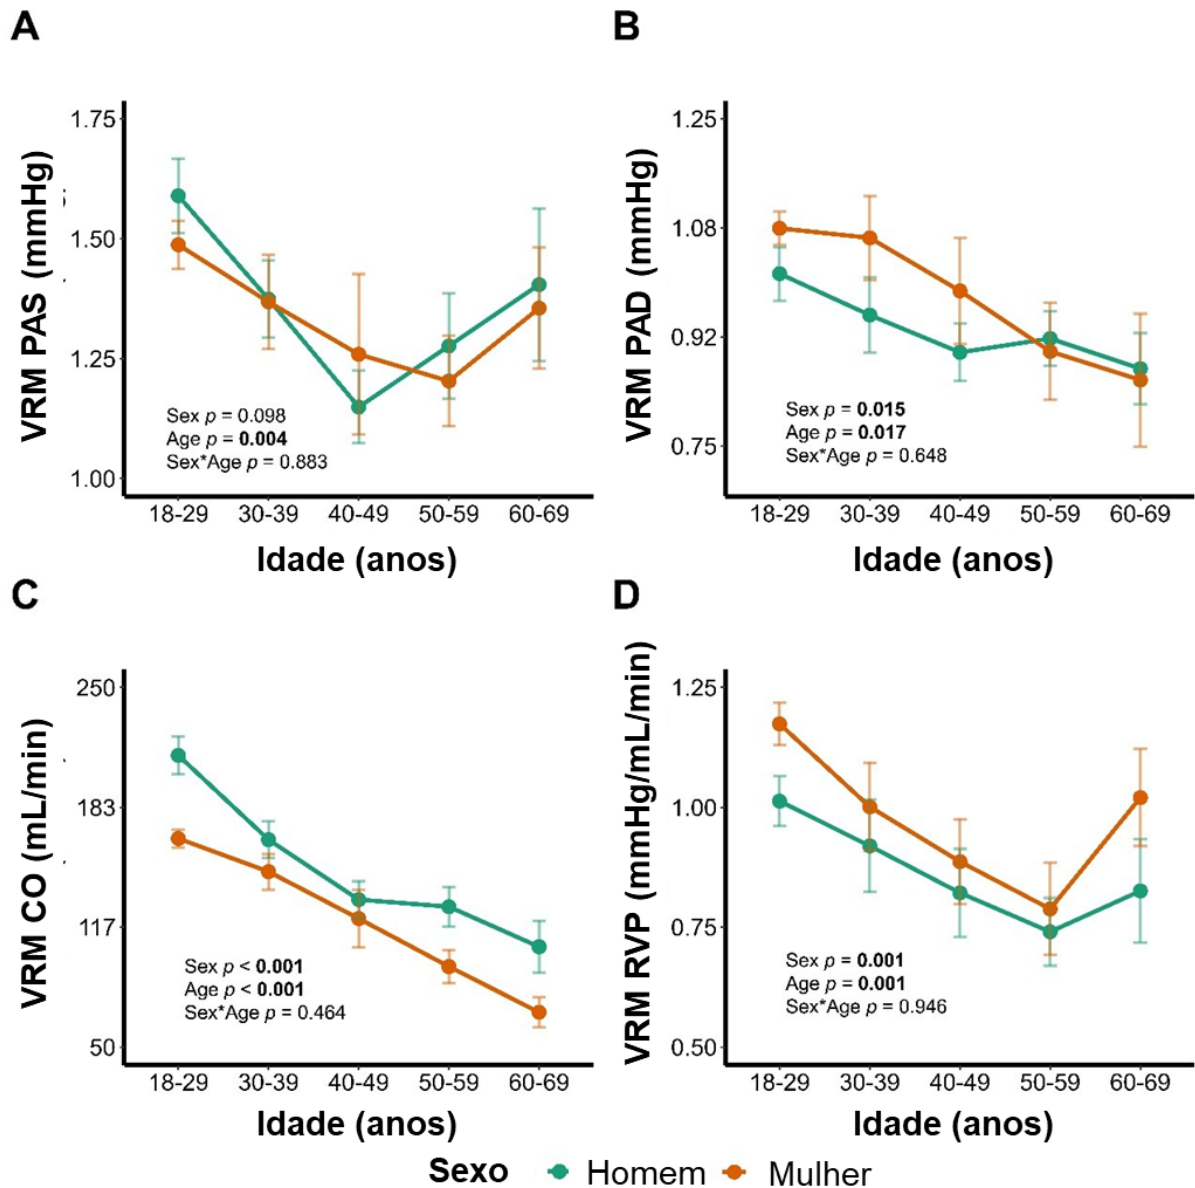 A
VRM PAS (mmHg)
1.75
1.50
1.25
1.00
Sex p = 0.098
Age p = 0.004
Sex*Age p = 0.883
18-29 30-39 40-49 50-59 60-69
Idade (anos)
B
VRM PAD (mmHg)
1.25
1.08
0.92
0.75
Sex p = 0.015
Age p = 0.017
Sex*Age p = 0.648
18-29 30-39 40-49 50-59 60-69
Idade (anos)
C
VRM CO (mL/min)
250
183
117
50
Sex p < 0.001
Age p < 0.001
Sex*Age p = 0.464
18-29 30-39 40-49 50-59 60-69
Idade (anos)
D
VRM RVP (mmHg/mL/min)
1.25
1.00
0.75
0.50
Sex p = 0.001
Age p = 0.001
Sex*Age p = 0.946
18-29 30-39 40-49 50-59 60-69
Idade (anos)
Sexo Homem Mulher